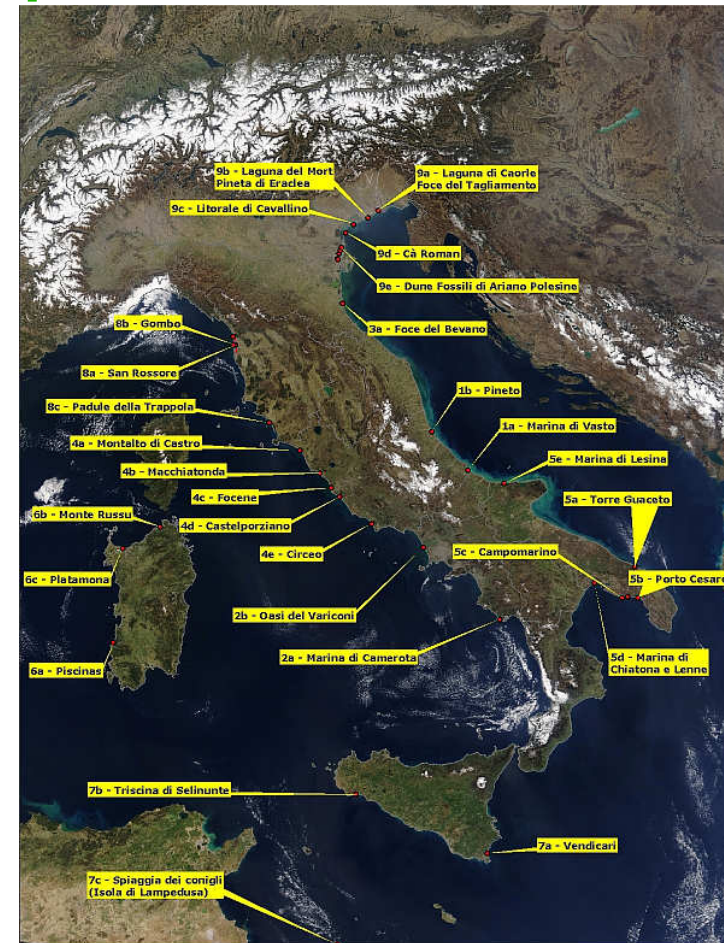 9b - Laguna del Mort
Pineta di Eraclea
9a - Laguna di Caorle
Foce del Tagliamento
9c - Litorale di Cavallino
9d - Cà Roman
9e - Dune Fossili di Ariano Polesine
3a - Foce del Bevano
8b - Gombo
8a - San Rossore
1b - Pineto
8c - Padule della Trappola
1a - Marina di Vasto
4a - Montalto di Castro
5e - Marina di Lesina
4b - Macchiatonda
4c - Focene
5a - Torre Guaceto
6b - Monte Russu
4d - Castelporziano
4e - Circeo
5c - Campomarino
6c - Platamona
5b - Porto Cesare
2b - Oasi del Variconi
2a - Marina di Camerota
5d - Marina di
Chiatona e Lenne
6a - Piscinas
7b - Triscina di Selinunte
7a - Vendicari
7c - Spiaggia dei conigli
(Isola di Lampedusa)